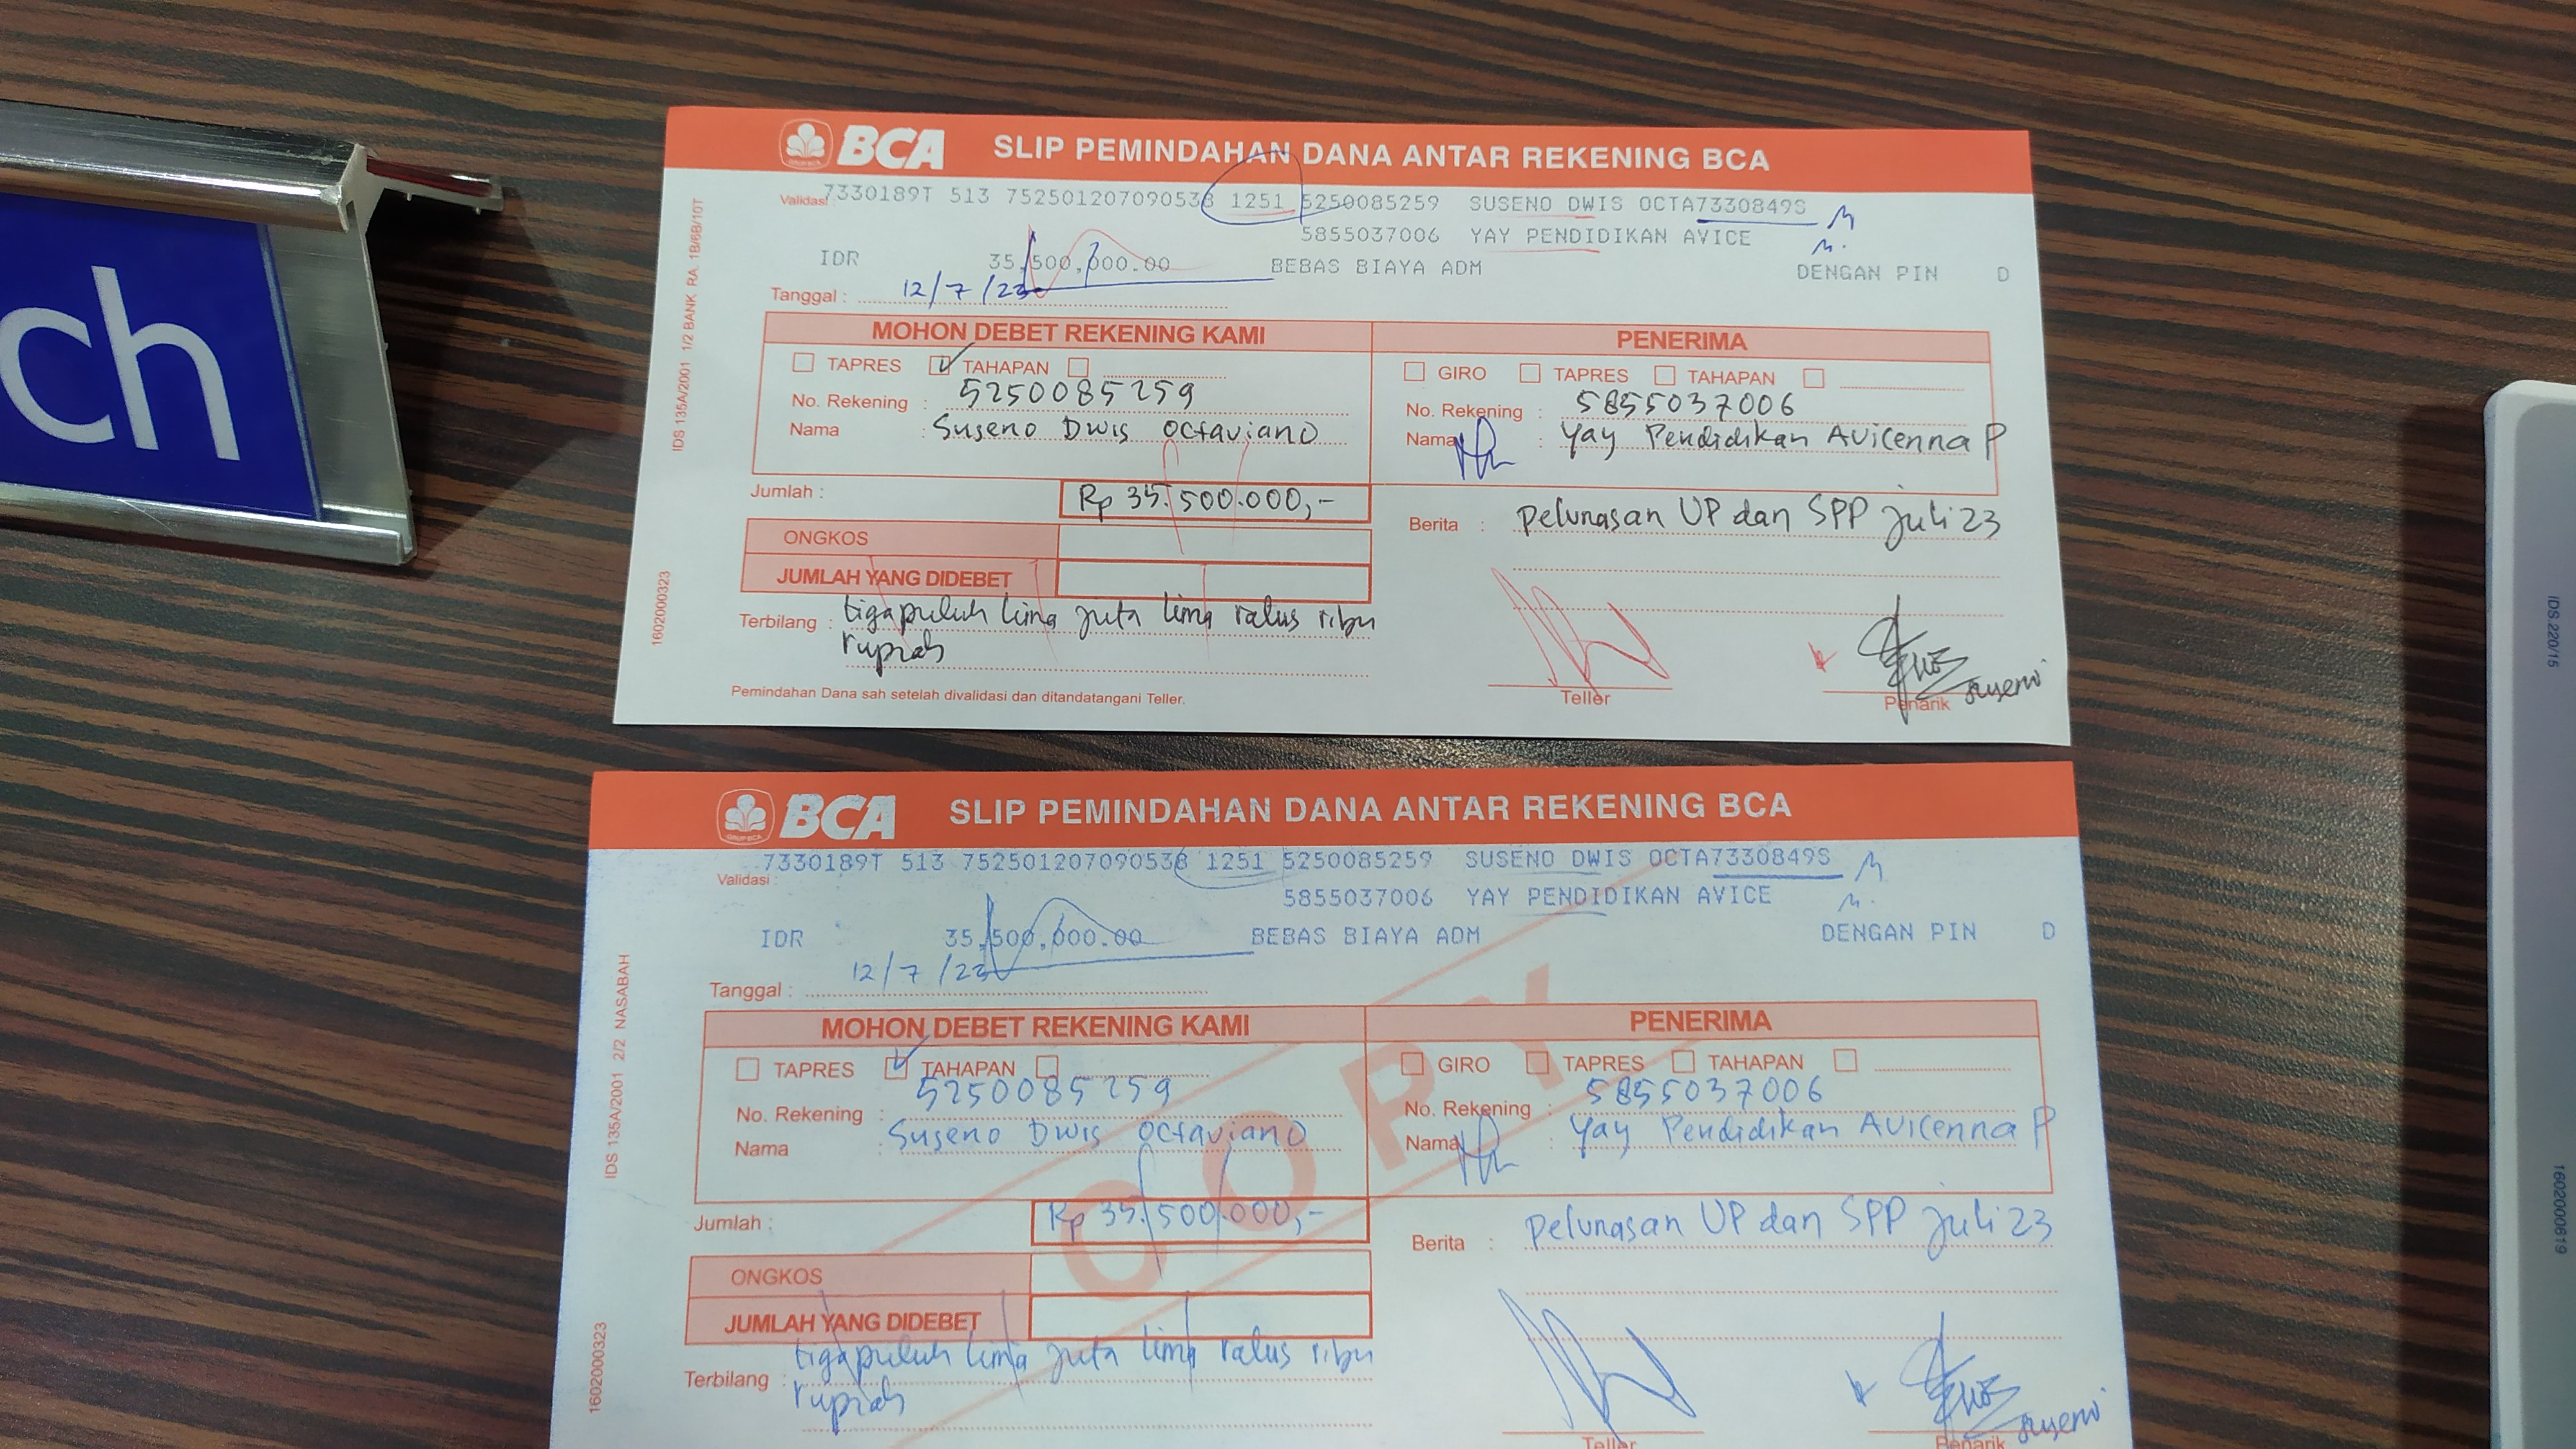 ch
BCA SLIP PEMINDAHAN DANA ANTAR REKENING BCA
Validasi 7330189T 513 752501207090538 1251 5250085259 SUSENO DWIS OCTA7330849S
5855037006 YAY PENDIDIKAN AVICE
IDR 35,500,000.00 BEBAS BIAYA ADM DENGAN PIN D
Tanggal : 12/7/23
MOHON DEBET REKENING KAMI PENERIMA
TAPRES TAHAPAN GIRO TAPRES TAHAPAN
No. Rekening : 5250085259 No. Rekening : 5855037006
Nama : Suseno Dwis Octaviano Nama : Yay Pendidikan Avicenna P
Jumlah : Rp 35.500.000,- Berita : Pelunasan UP dan SPP Juli 23
ONGKOS
JUMLAH YANG DIDEBET
Terbilang : tigapuluh lima juta lima ratus ribu
rupiah
Pemindahan Dana sah setelah divalidasi dan ditandatangani Teller.
Teller Penarik
Suseno
IDS 135A/2001 1/2 BANK RA. 1B/6B/10T
1602000323
BCA SLIP PEMINDAHAN DANA ANTAR REKENING BCA
GRUP BCA
Validasi : 7330189T 513 752501207090538 1251 5250085259 SUSENO DWIS OCTA7330849S
5855037006 YAY PENDIDIKAN AVICE
IDR 35,500,000.00 BEBAS BIAYA ADM DENGAN PIN D
Tanggal : 12/7/23
MOHON DEBET REKENING KAMI PENERIMA
TAPRES TAHAPAN GIRO TAPRES TAHAPAN
No. Rekening : 5250085259 No. Rekening : 5855037006
Nama : Suseno Dwis Octaviano Nama : Yay Pendidikan Avicenna P
Jumlah : Rp 35.500.000,- Berita : Pelunasan UP dan SPP Juli 23
ONGKOS
JUMLAH YANG DIDEBET
Terbilang : tigapuluh lima juta lima ratus ribu
rupiah
Teller Penarik
Suseno
COPY
IDS 135A/2001 2/2 NASABAH
1602000323
IDS.220/15
1602000619